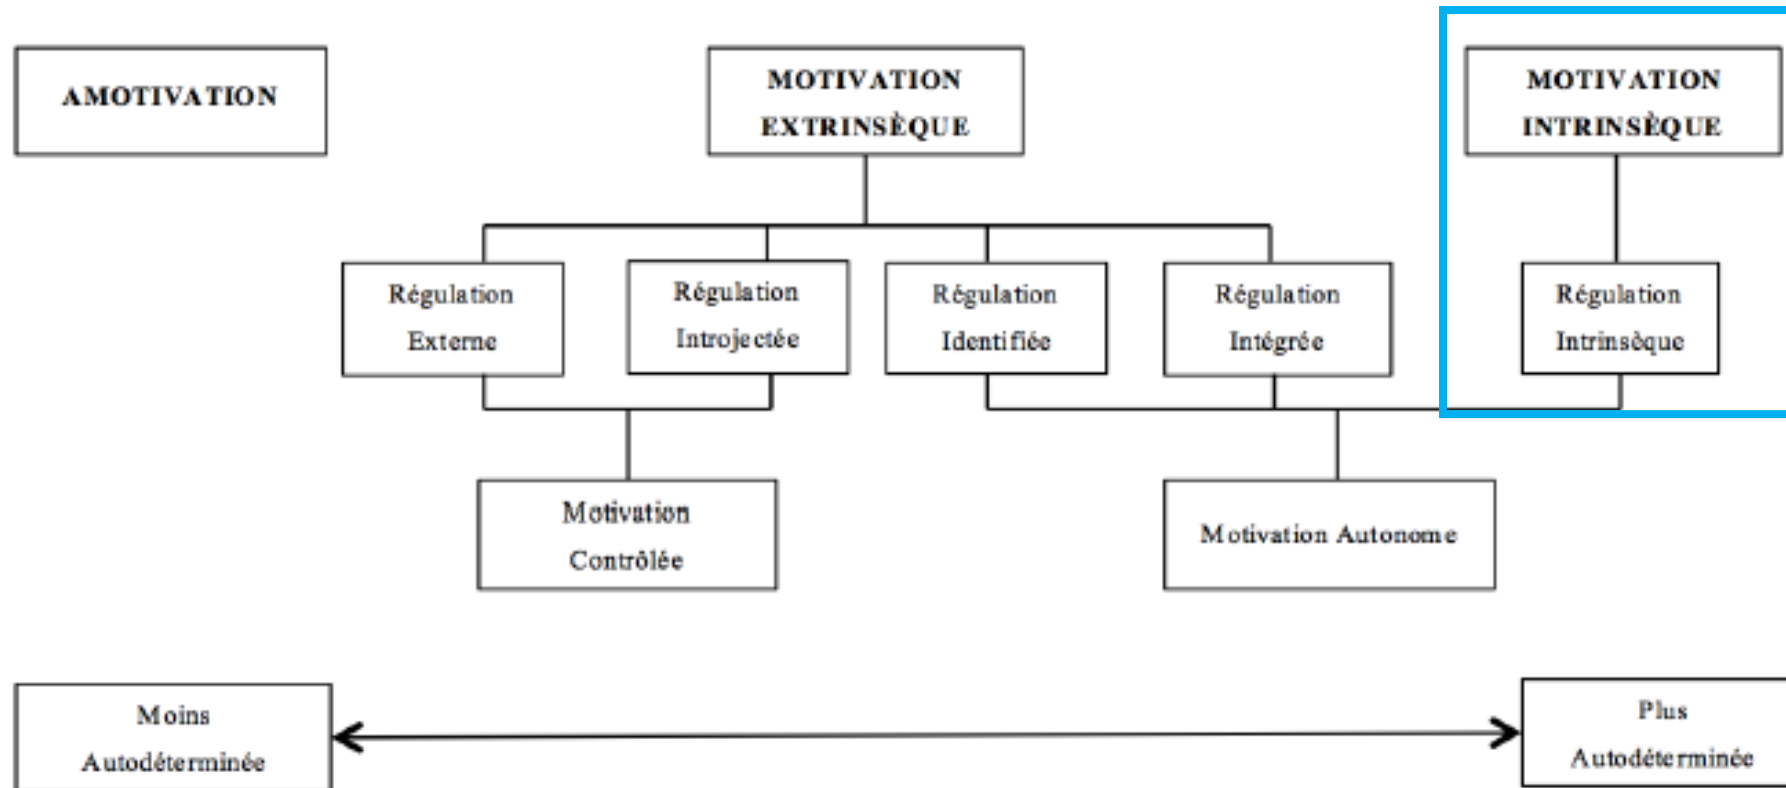 AMOTIVATION
MOTIVATION
EXTRINSÈQUE
MOTIVATION
INTRINSÈQUE
Régulation
Externe
Régulation
Introjectée
Régulation
Identifiée
Régulation
Intégrée
Régulation
Intrinsèque
Motivation
Contrôlée
Motivation Autonome
Moins
Autodéterminée
Plus
Autodéterminée